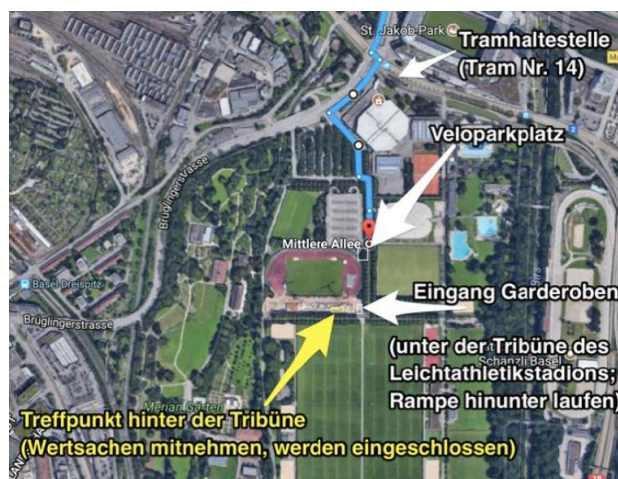 St. Jakob-Park
Tramhaltestelle
(Tram Nr. 14)
Veloparkplatz
Brüglingerstrasse
Mittlere Allee
Basel Dreispitz
Eingang Garderoben
Brüglingerstrasse
Birs
(unter der Tribüne des
Schänzli Basel
Leichtathletikstadions;
Merian Gärten
Rampe hinunter laufen)
Treffpunkt hinter der Tribüne
(Wertsachen mitnehmen, werden eingeschlossen)